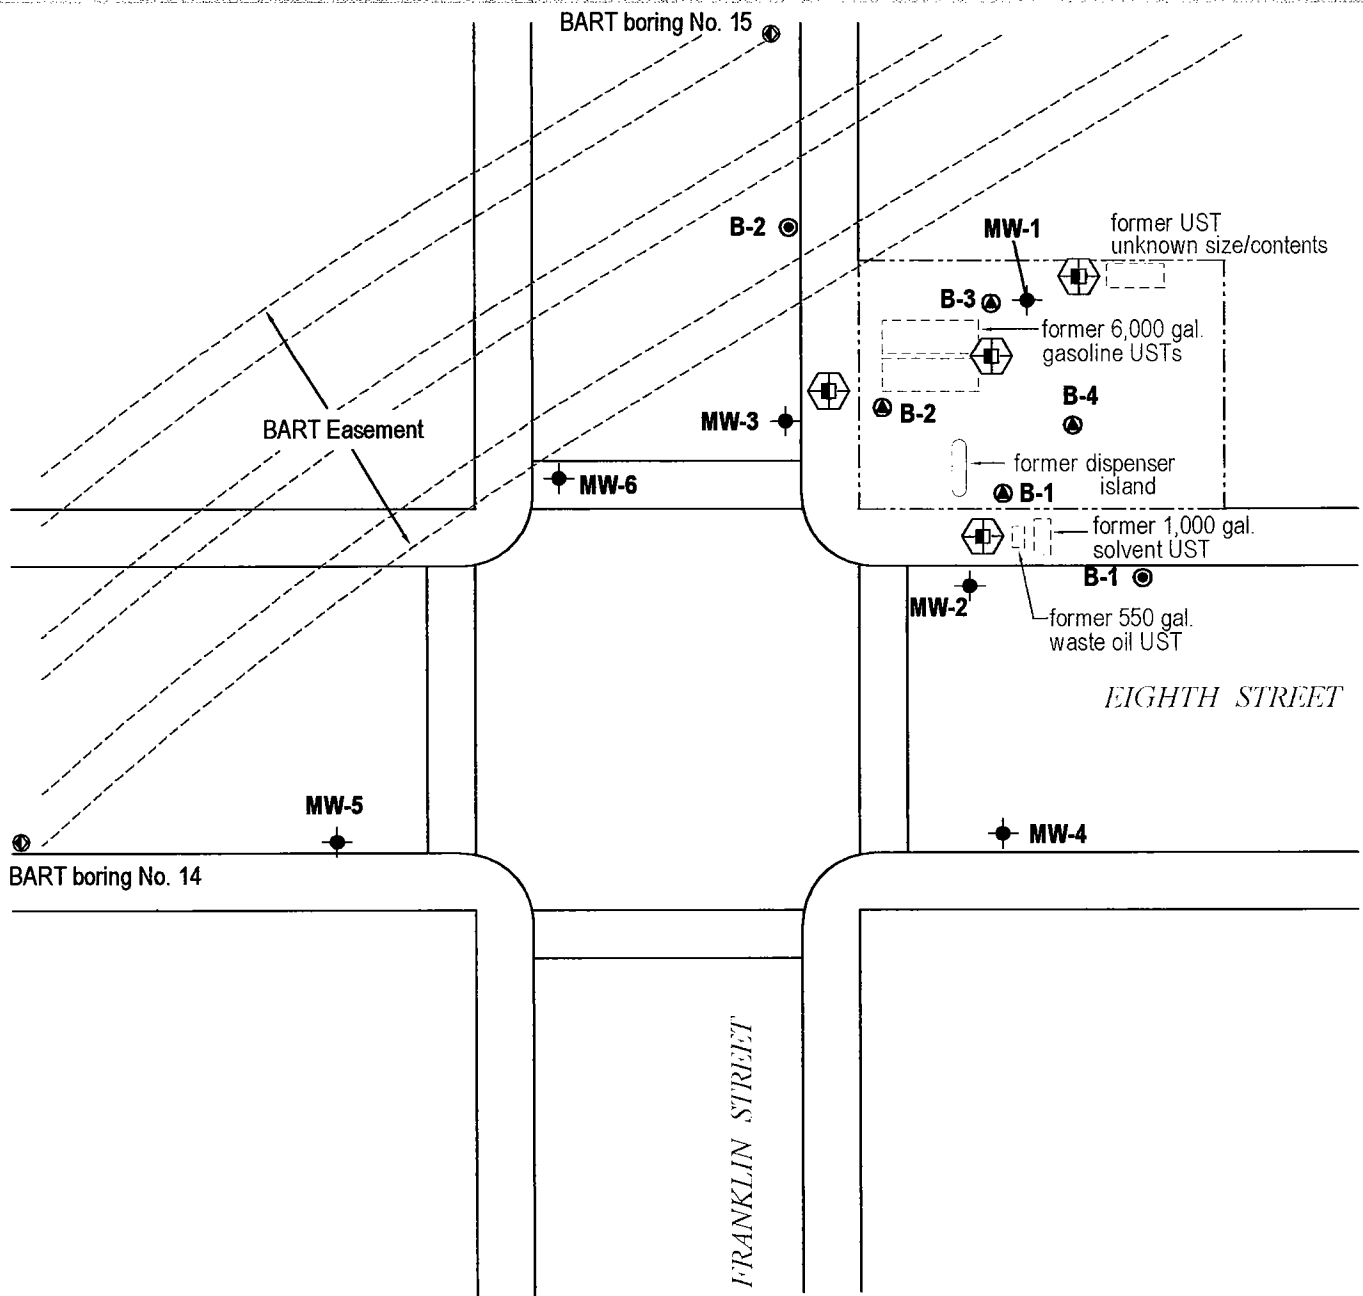 BART boring No. 15
former UST
unknown size/contents
MW-1
B-2
B-3
former 6,000 gal.
gasoline USTs
B-4
B-2
MW-3
BART Easement
former dispenser
island
MW-6
B-1
former 1,000 gal.
solvent UST
B-1
MW-2
former 550 gal.
waste oil UST
EIGHTH STREET
MW-5
MW-4
BART boring No. 14
FRANKLIN STREET